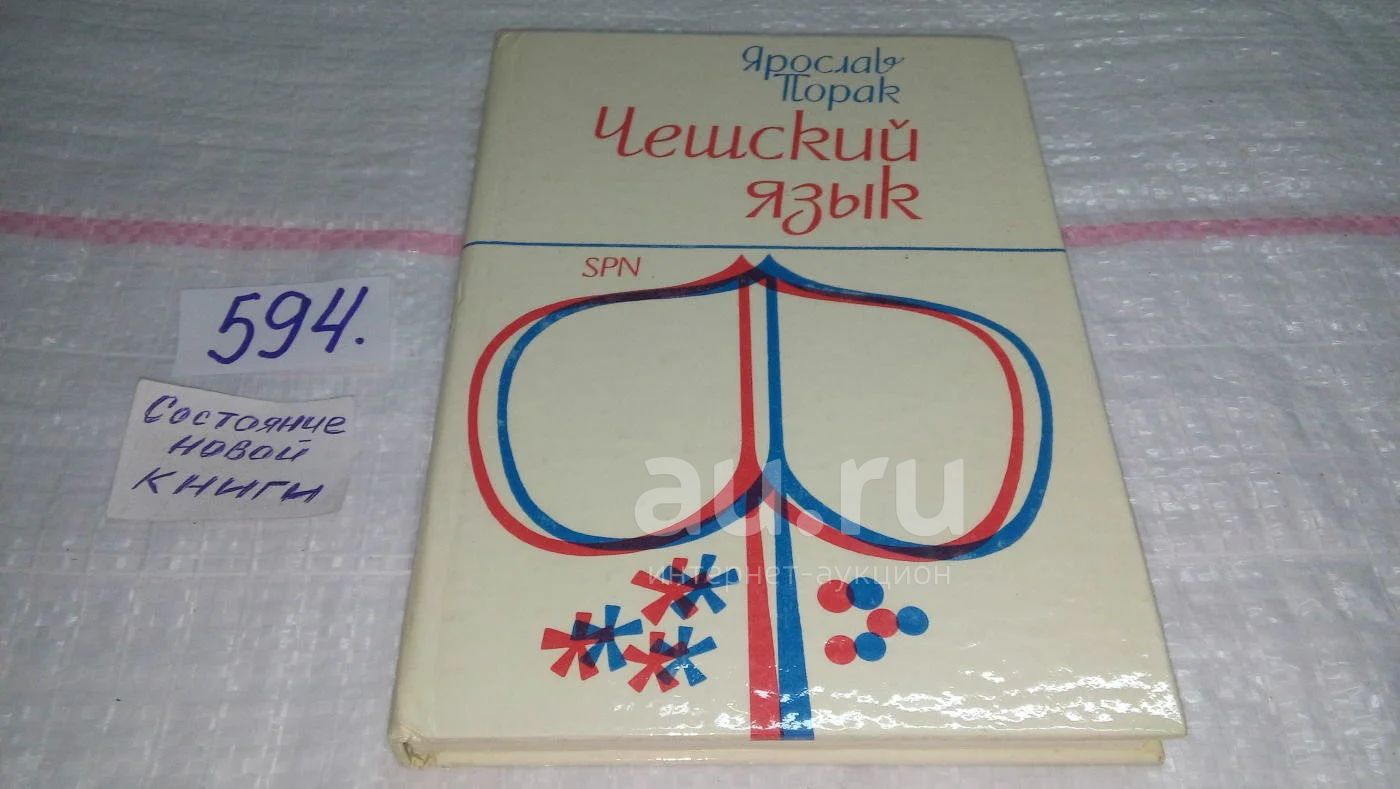 Ярослав
Порак
Чешский
язык
SPN
594.
Состояние
новой
книги
au.ru
интернет-аукцион